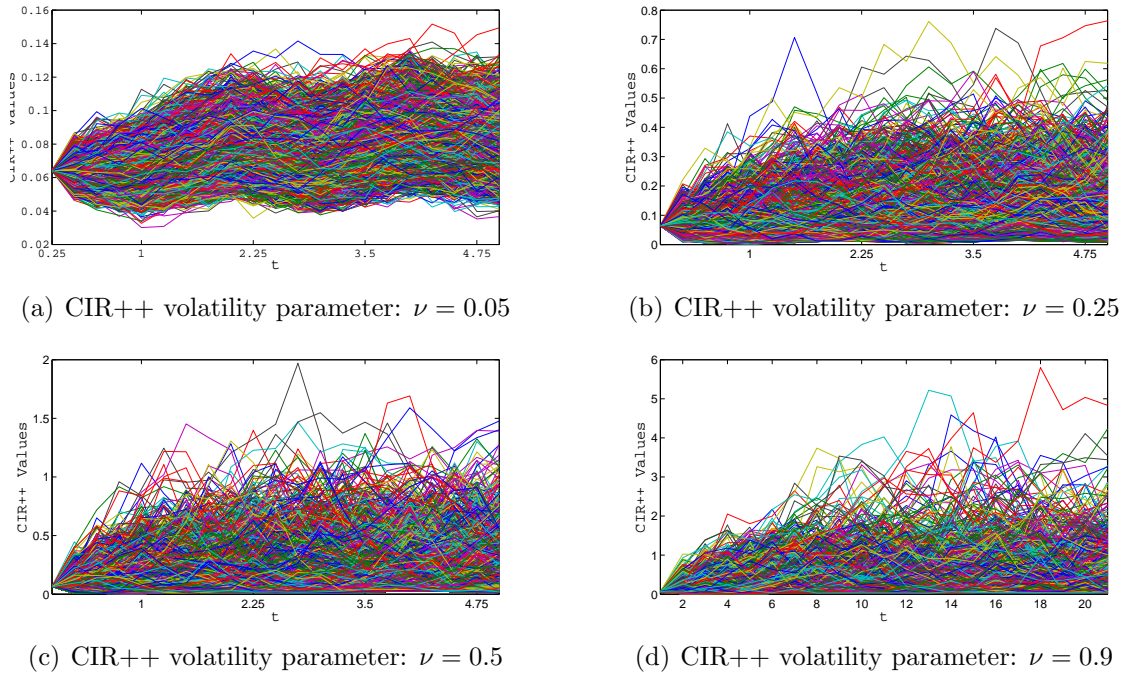 0.16
0.14
0.12
0.1
0.08
0.06
0.04
0.02
CIR++ Values
0.25 1 2.25 3.5 4.75
t
(a) CIR++ volatility parameter: ν = 0.05
0.8
0.7
0.6
0.5
0.4
0.3
0.2
0.1
0
CIR++ Values
1 2.25 3.5 4.75
t
(b) CIR++ volatility parameter: ν = 0.25
2
1.5
1
0.5
0
CIR++ Values
1 2.25 3.5 4.75
t
(c) CIR++ volatility parameter: ν = 0.5
6
5
4
3
2
1
0
CIR++ Values
2 4 6 8 10 12 14 16 18 20
t
(d) CIR++ volatility parameter: ν = 0.9